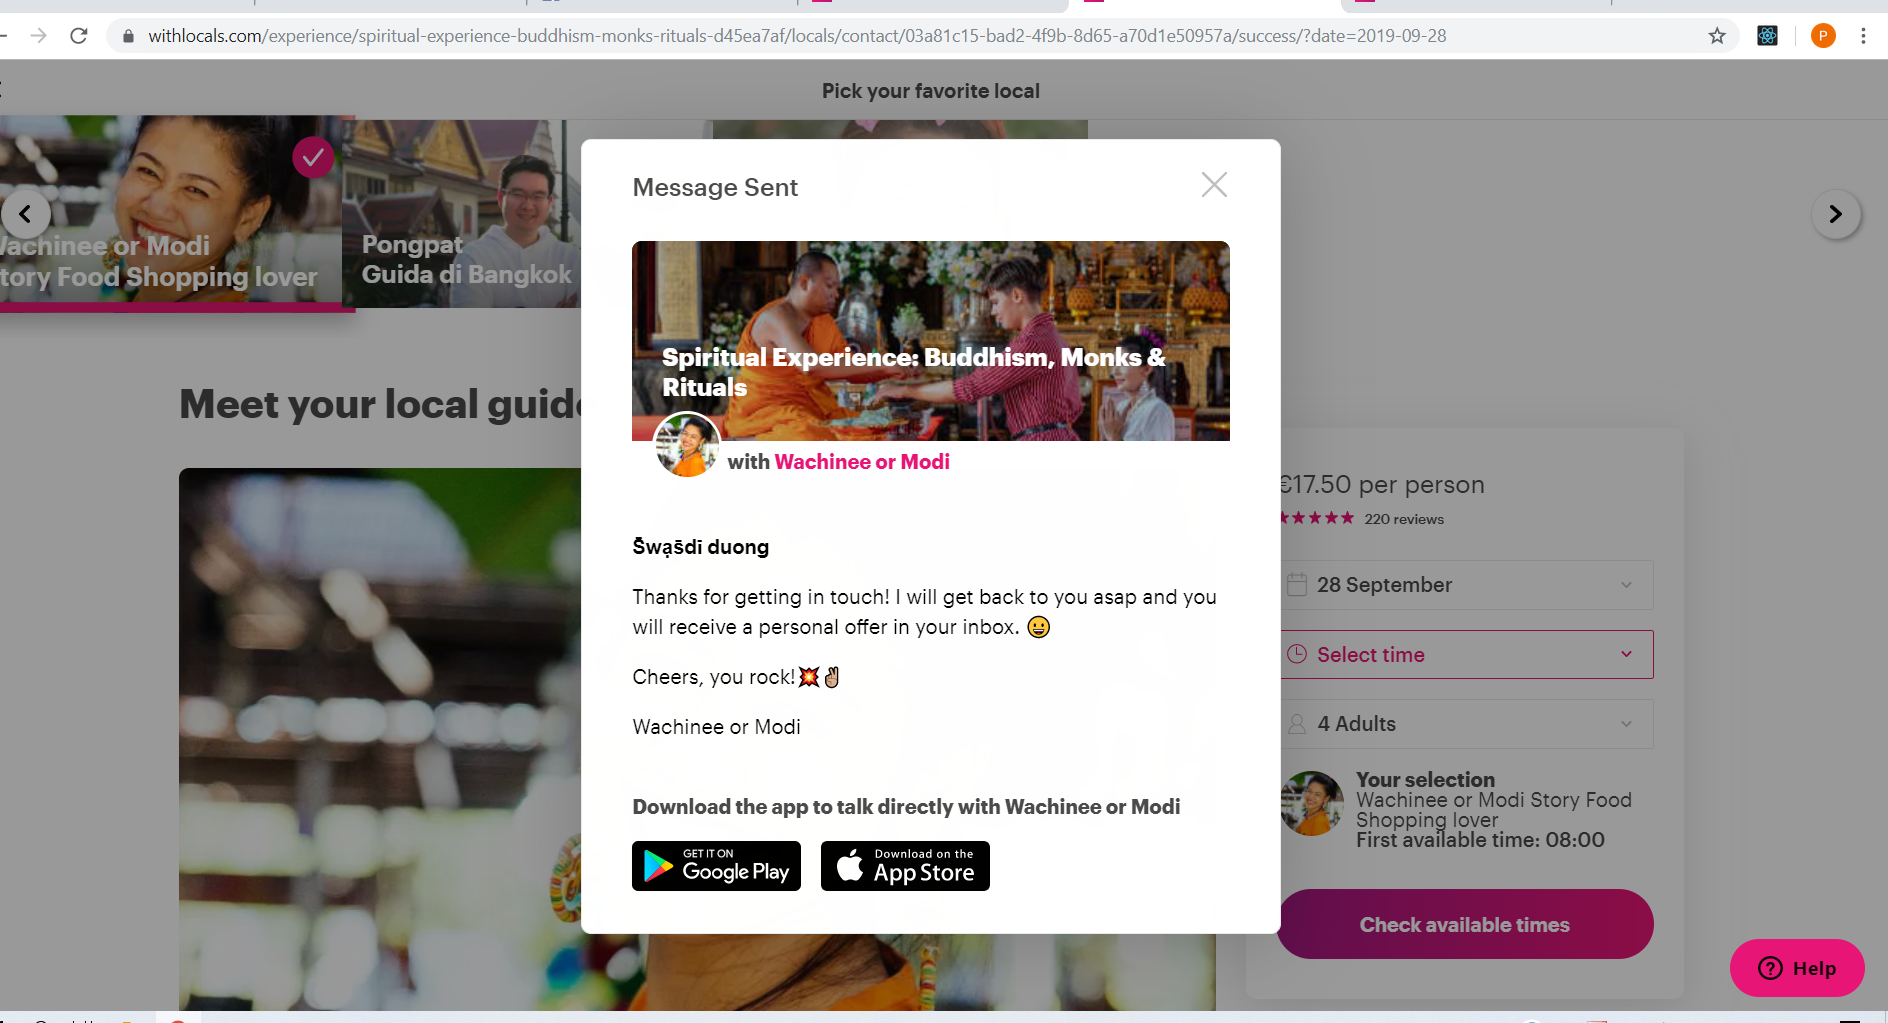 withlocals.com/experience/spiritual-experience-buddhism-monks-rituals-d45ea7af/locals/contact/03a81c15-bad2-4f9b-8d65-a70d1e50957a/success/?date=2019-09-28
P
Pick your favorite local
Wachinee or Modi
Story Food Shopping lover
Pongpat
Guida di Bangkok
Message Sent
Spiritual Experience: Buddhism, Monks &
Rituals
with Wachinee or Modi
S̄wạs̄dī duong
Thanks for getting in touch! I will get back to you asap and you
will receive a personal offer in your inbox. 😀
Cheers, you rock!💥✌🏼
Wachinee or Modi
Download the app to talk directly with Wachinee or Modi
GET IT ON
Google Play
Download on the
App Store
Meet your local guide
€17.50 per person
220 reviews
28 September
Select time
4 Adults
Your selection
Wachinee or Modi Story Food
Shopping lover
First available time: 08:00
Check available times
Help